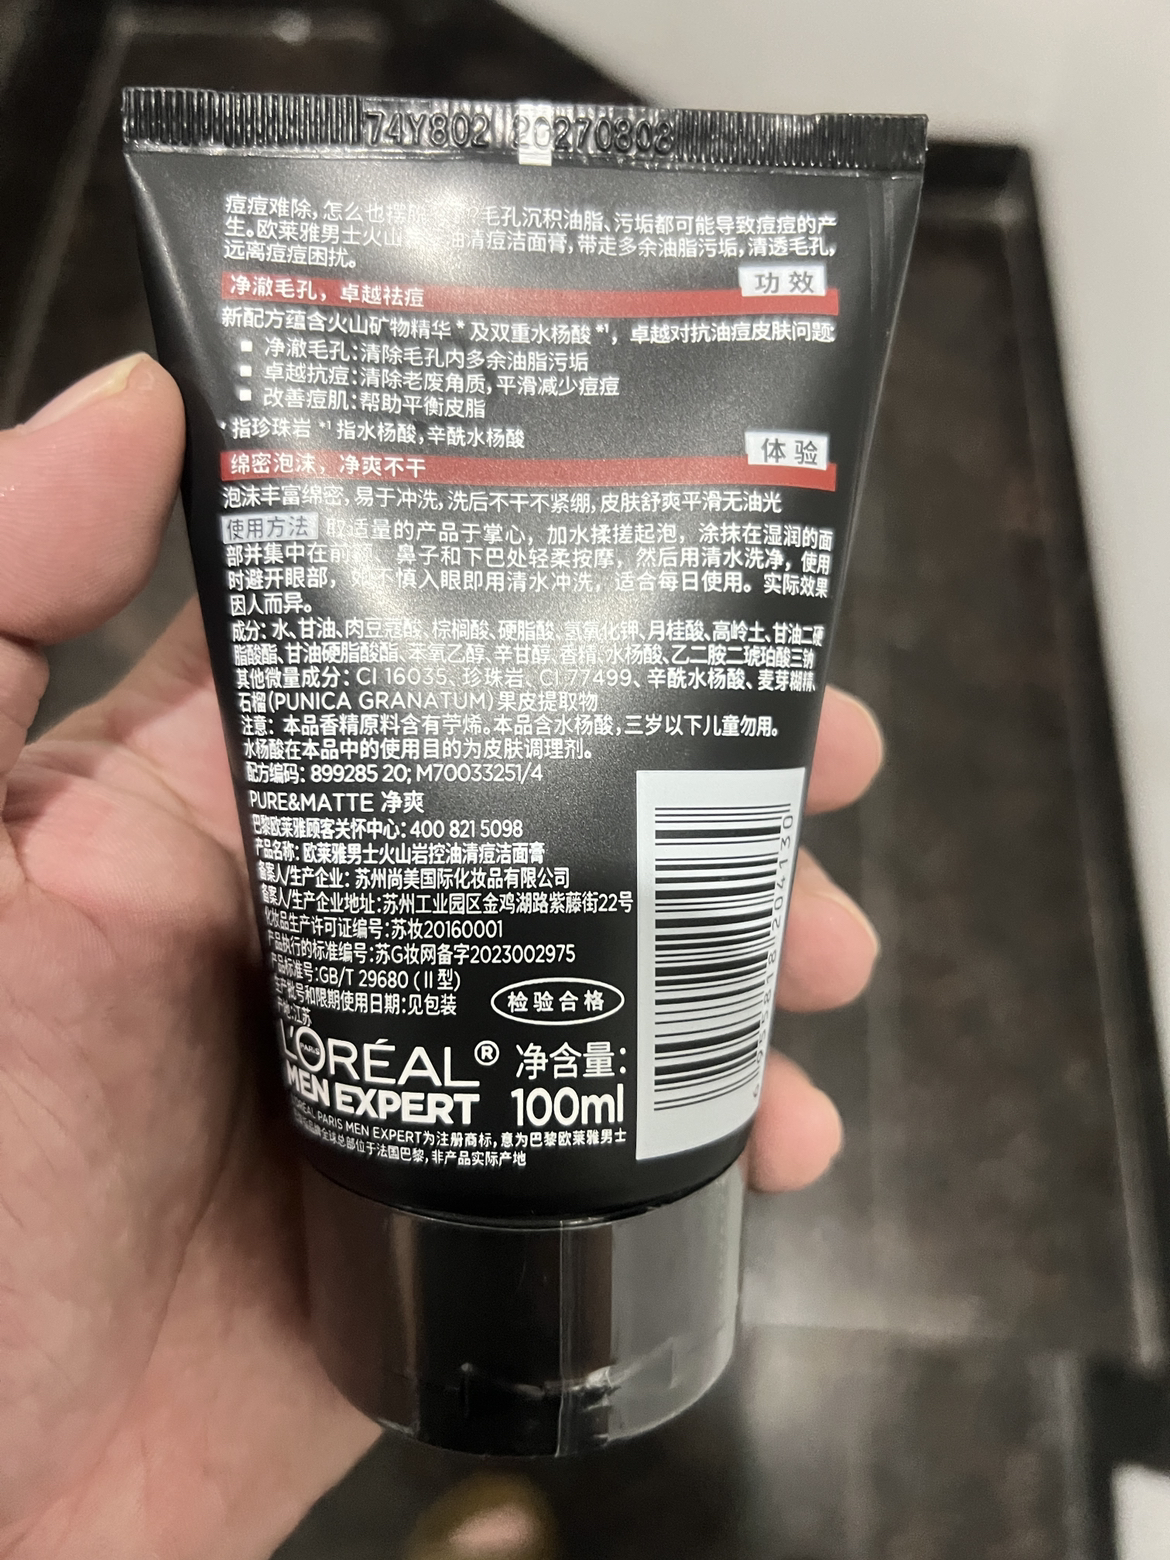 74Y802 20270808
痘痘难除，怎么也摆脱 ？毛孔沉积油脂、污垢都可能导致痘痘的产
生。欧莱雅男士火山 油清痘洁面膏，带走多余油脂污垢，清透毛孔，
远离痘痘困扰。
功效
净澈毛孔，卓越祛痘
新配方蕴含火山矿物精华*及双重水杨酸*¹，卓越对抗油痘皮肤问题:
■ 净澈毛孔:清除毛孔内多余油脂污垢
■ 卓越抗痘:清除老废角质，平滑减少痘痘
■ 改善痘肌:帮助平衡皮脂
*指珍珠岩 *¹指水杨酸，辛酰水杨酸
体验
绵密泡沫，净爽不干
泡沫丰富绵密，易于冲洗，洗后不干不紧绷，皮肤舒爽平滑无油光
使用方法 取适量的产品于掌心，加水揉搓起泡，涂抹在湿润的面
部并集中在前额、鼻子和下巴处轻柔按摩，然后用清水洗净，使用
时避开眼部，如不慎入眼即用清水冲洗，适合每日使用。实际效果
因人而异。
成分: 水、甘油、肉豆蔻酸、棕榈酸、硬脂酸、氢氧化钾、月桂酸、高岭土、甘油二硬
脂酸酯、甘油硬脂酸酯、苯氧乙醇、辛甘醇、香精、水杨酸、乙二胺二琥珀酸三钠
其他微量成分: CI 16035、珍珠岩、CI 77499、辛酰水杨酸、麦芽糊精、
石榴(PUNICA GRANATUM)果皮提取物
注意: 本品香精原料含有苧烯。本品含水杨酸，三岁以下儿童勿用。
水杨酸在本品中的使用目的为皮肤调理剂。
配方编码: 899285 20; M70033251/4
PURE&MATTE 净爽
巴黎欧莱雅顾客关怀中心: 400 821 5098
产品名称: 欧莱雅男士火山岩控油清痘洁面膏
备案人/生产企业: 苏州尚美国际化妆品有限公司
备案人/生产企业地址: 苏州工业园区金鸡湖路紫藤街22号
化妆品生产许可证编号: 苏妆20160001
产品执行的标准编号: 苏G妆网备字2023002975
产品标准号:GB/T 29680 (Ⅱ型)
批号和限期使用日期: 见包装
:江苏
检验合格
L'ORÉAL®
PARIS
MEN EXPERT
净含量:
100ml
L'OREAL PARIS MEN EXPERT为注册商标，意为巴黎欧莱雅男士
总部位于法国巴黎，非产品实际产地